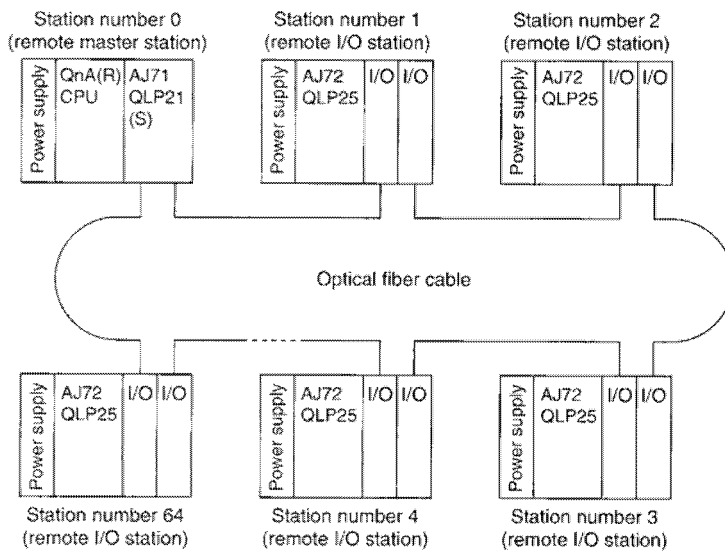 Station number 0
(remote master station)
Power supply
QnA(R)
CPU
AJ71
QLP21
(S)
Station number 1
(remote I/O station)
Power supply
AJ72
QLP25
I/O I/O
Station number 2
(remote I/O station)
Power supply
AJ72
QLP25
I/O I/O
Optical fiber cable
Power supply
AJ72
QLP25
I/O I/O
Station number 64
(remote I/O station)
Power supply
AJ72
QLP25
I/O I/O
Station number 4
(remote I/O station)
Power supply
AJ72
QLP25
I/O I/O
Station number 3
(remote I/O station)